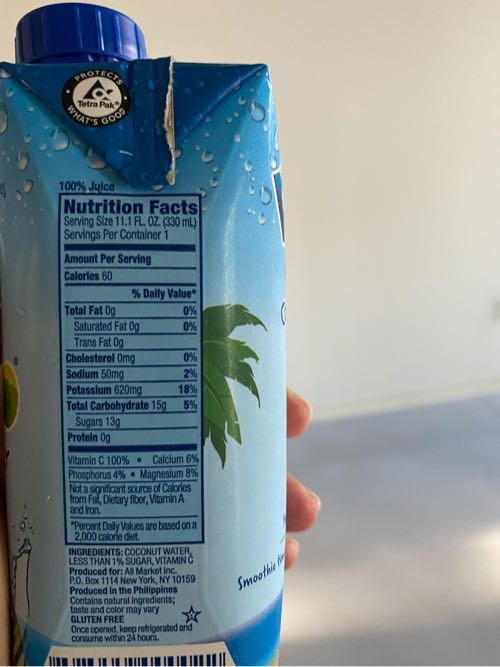 PROTECTS
Tetra Pak®
WHAT'S GOOD
100% Juice
Nutrition Facts
Serving Size 11.1 FL. OZ. (330 mL)
Servings Per Container 1
Amount Per Serving
Calories 60
% Daily Value*
Total Fat 0g 0%
Saturated Fat 0g 0%
Trans Fat 0g
Cholesterol 0mg 0%
Sodium 50mg 2%
Potassium 620mg 18%
Total Carbohydrate 15g 5%
Sugars 13g
Protein 0g
Vitamin C 100% • Calcium 6%
Phosphorus 4% • Magnesium 8%
Not a significant source of Calories
from Fat, Dietary fiber, Vitamin A
and Iron.
*Percent Daily Values are based on a
2,000 calorie diet.
INGREDIENTS: COCONUT WATER,
LESS THAN 1% SUGAR, VITAMIN C
Produced for: All Market Inc.
P.O. Box 1114 New York, NY 10159
Produced in the Philippines
Contains natural ingredients;
taste and color may vary
GLUTEN FREE
Once opened, keep refrigerated and
consume within 24 hours.
Smoothie